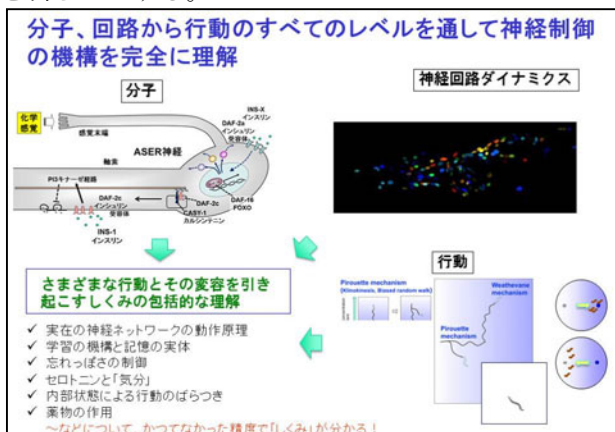 分子、回路から行動のすべてのレベルを通して神経制御
の機構を完全に理解
分子
神経回路ダイナミクス
化学
感覚
感覚末端
INS-X
インスリン
DAF-2a
インシュリン
受容体
ASER神経
軸索
PI3キナーゼ経路
DAF-2c
インシュリン
受容体
DAF-2c
CASY-1
カルシンテニン
DAF-16
FOXO
INS-1
インスリン
さまざまな行動とその変容を引き
起こすしくみの包括的な理解
行動
Pirouette mechanism
(Klinokinesis, Biased random walk)
Weathervane
mechanism
Pirouette
mechanism
✓ 実在の神経ネットワークの動作原理
✓ 学習の機構と記憶の実体
✓ 忘れっぽさの制御
✓ セロトニンと「気分」
✓ 内部状態による行動のばらつき
✓ 薬物の作用
～などについて、かつてなかった精度で「しくみ」が分かる！